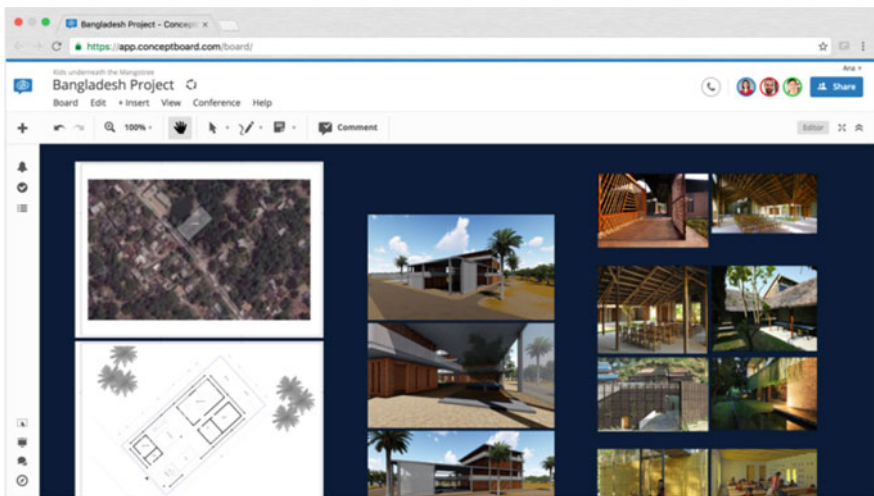 Bangladesh Project - Concept
https://app.conceptboard.com/board/
Kids underneath the Mangotree
Ana
Bangladesh Project
Share
Board Edit + Insert View Conference Help
100%
Comment
Editor